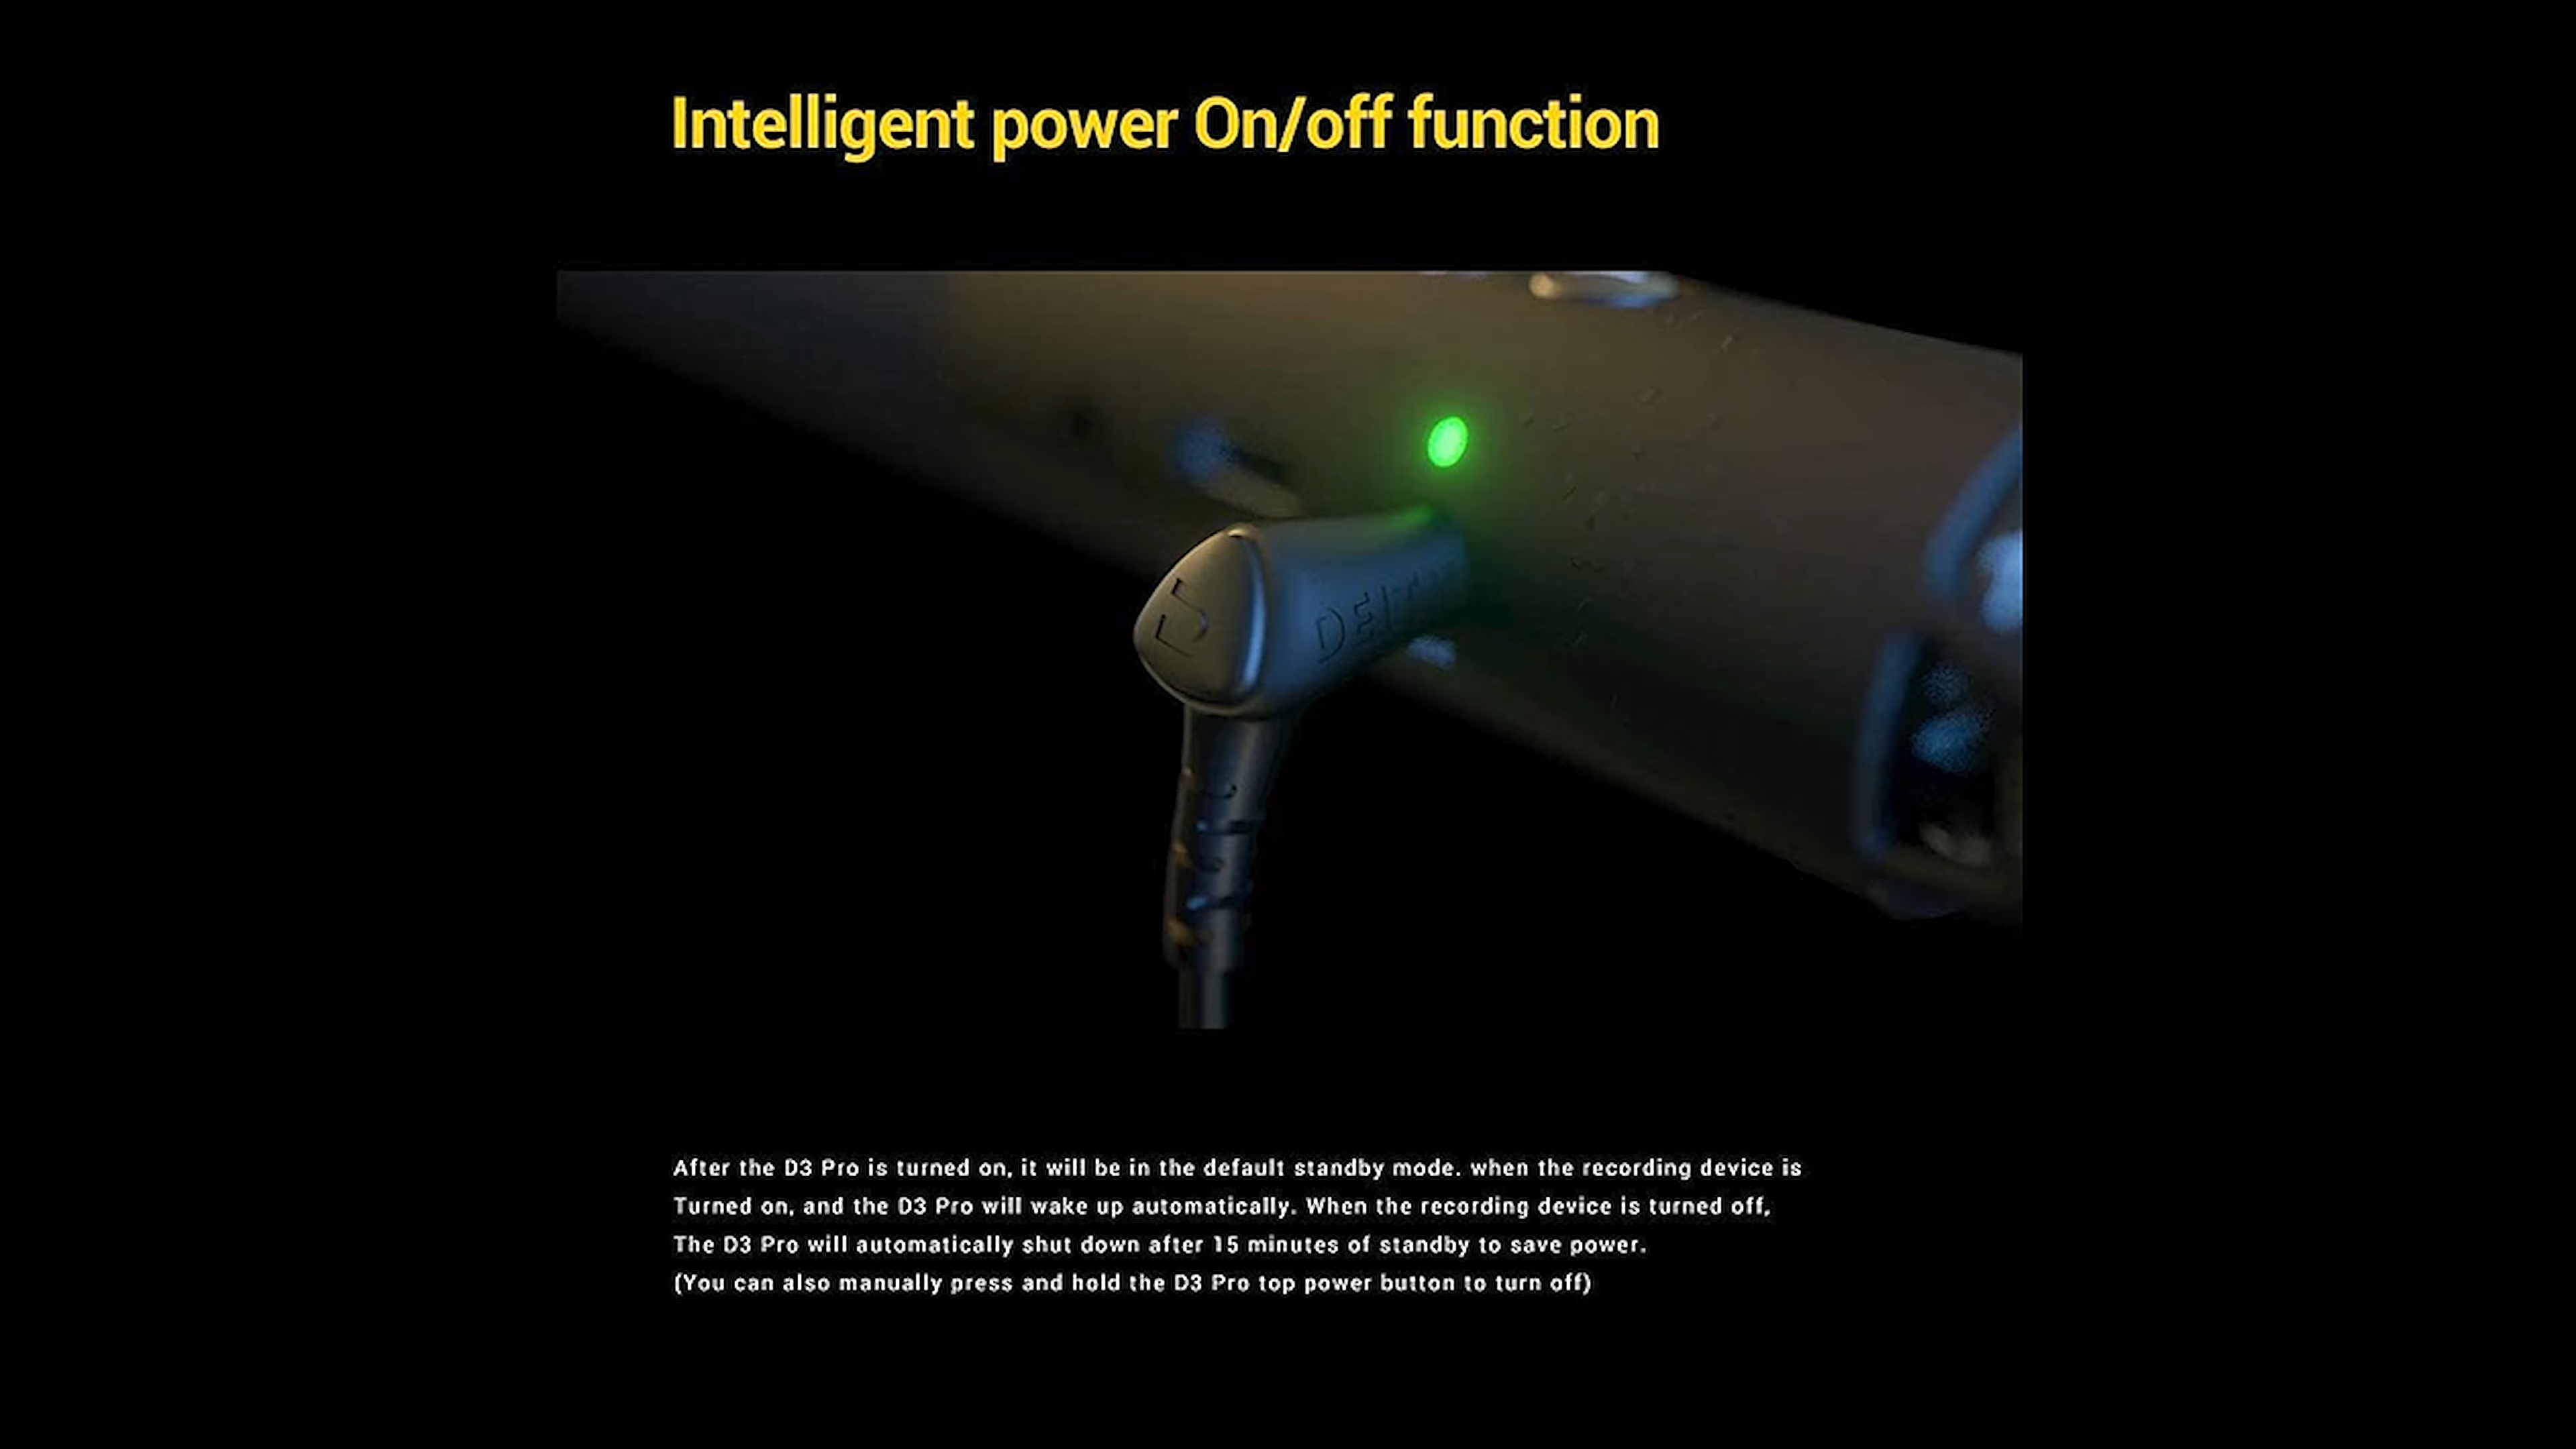 Intelligent power On/off function
After the D3 Pro is turned on, it will be in the default standby mode. when the recording device is
Turned on, and the D3 Pro will wake up automatically. When the recording device is turned off,
The D3 Pro will automatically shut down after 15 minutes of standby to save power.
(You can also manually press and hold the D3 Pro top power button to turn off)